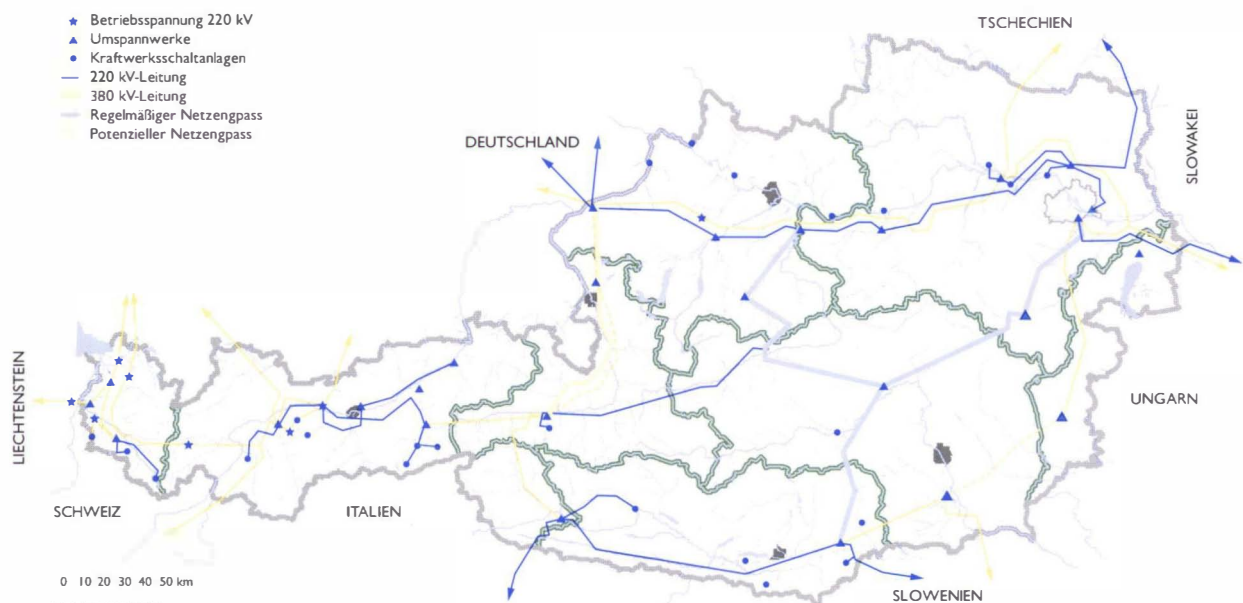 Betriebsspannung 220 kV
Umspannwerke
Kraftwerksschaltanlagen
220 kV-Leitung
380 kV-Leitung
Regelmäßiger Netzengpass
Potenzieller Netzengpass
TSCHECHIEN
SLOWAKEI
DEUTSCHLAND
LIECHTENSTEIN
UNGARN
SCHWEIZ
ITALIEN
SLOWENIEN
0 10 20 30 40 50 km